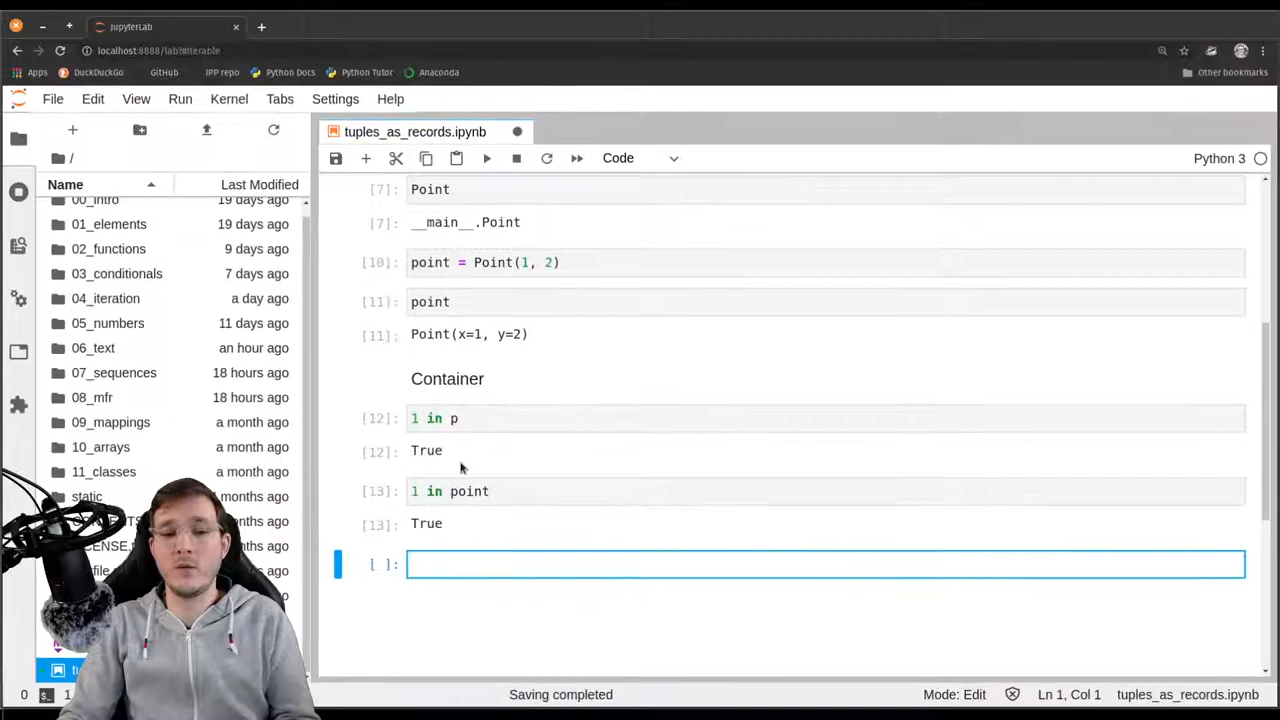 JupyterLab
localhost:8888/lab?#iterable
Apps DuckDuckGo GitHub IPP repo Python Docs Python Tutor Anaconda Other bookmarks
File Edit View Run Kernel Tabs Settings Help
tuples_as_records.ipynb
/
Code Python 3
Name Last Modified
00_intro 19 days ago
01_elements 19 days ago
02_functions 9 days ago
03_conditionals 7 days ago
04_iteration a day ago
05_numbers 11 days ago
06_text an hour ago
07_sequences 18 hours ago
08_mfr 18 hours ago
09_mappings a month ago
10_arrays a month ago
11_classes a month ago
static months ago
[7]: Point
[7]: __main__.Point
[10]: point = Point(1, 2)
[11]: point
[11]: Point(x=1, y=2)
Container
[12]: 1 in p
[12]: True
[13]: 1 in point
[13]: True
[ ]:
0 $_ 1 Saving completed Mode: Edit Ln 1, Col 1 tuples_as_records.ipynb